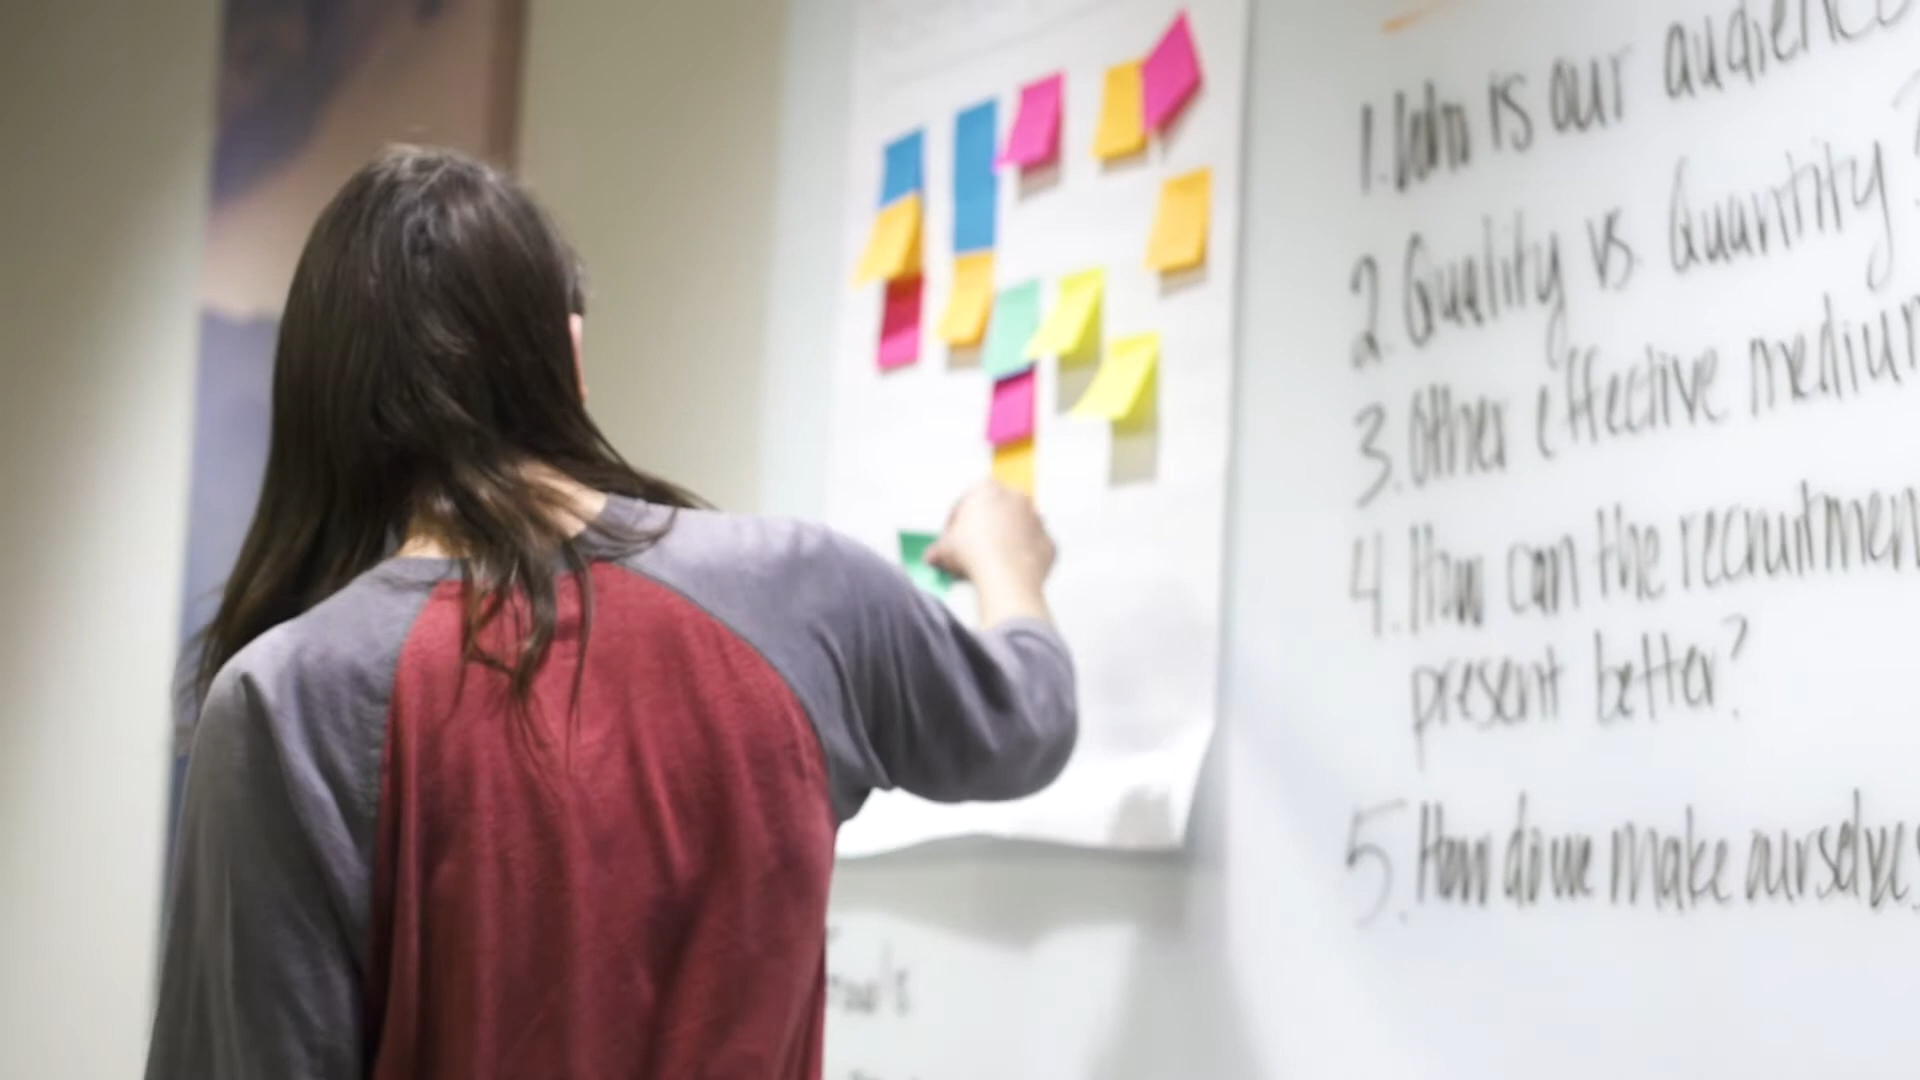 1. Who is our audience
2. Quality vs. Quantity?
3. Other effective medium
4. How can the recruitmen
present better?
5. How do we make ourselves